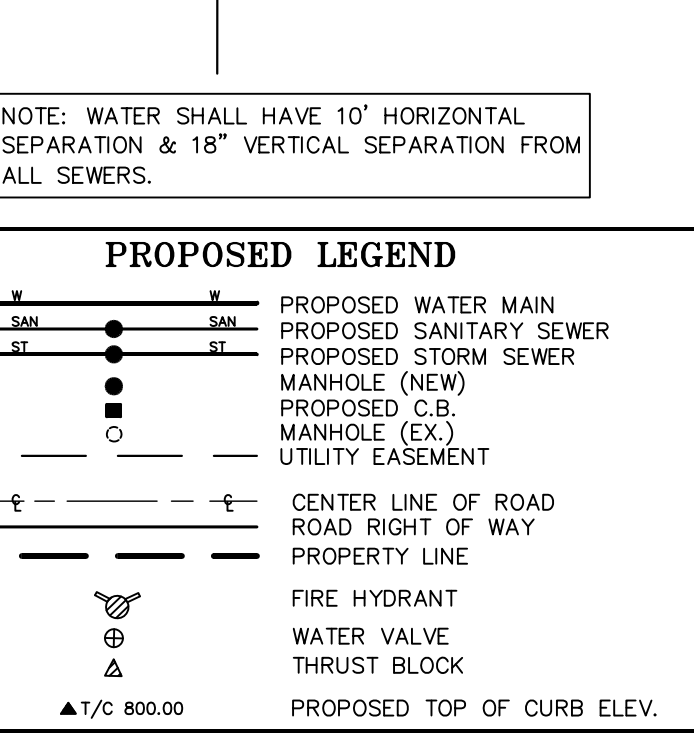 NOTE: WATER SHALL HAVE 10' HORIZONTAL
SEPARATION & 18" VERTICAL SEPARATION FROM
ALL SEWERS.
PROPOSED LEGEND
W W PROPOSED WATER MAIN
SAN SAN PROPOSED SANITARY SEWER
ST ST PROPOSED STORM SEWER
MANHOLE (NEW)
PROPOSED C.B.
MANHOLE (EX.)
UTILITY EASEMENT
℄ ℄ CENTER LINE OF ROAD
ROAD RIGHT OF WAY
PROPERTY LINE
FIRE HYDRANT
WATER VALVE
THRUST BLOCK
T/C 800.00 PROPOSED TOP OF CURB ELEV.